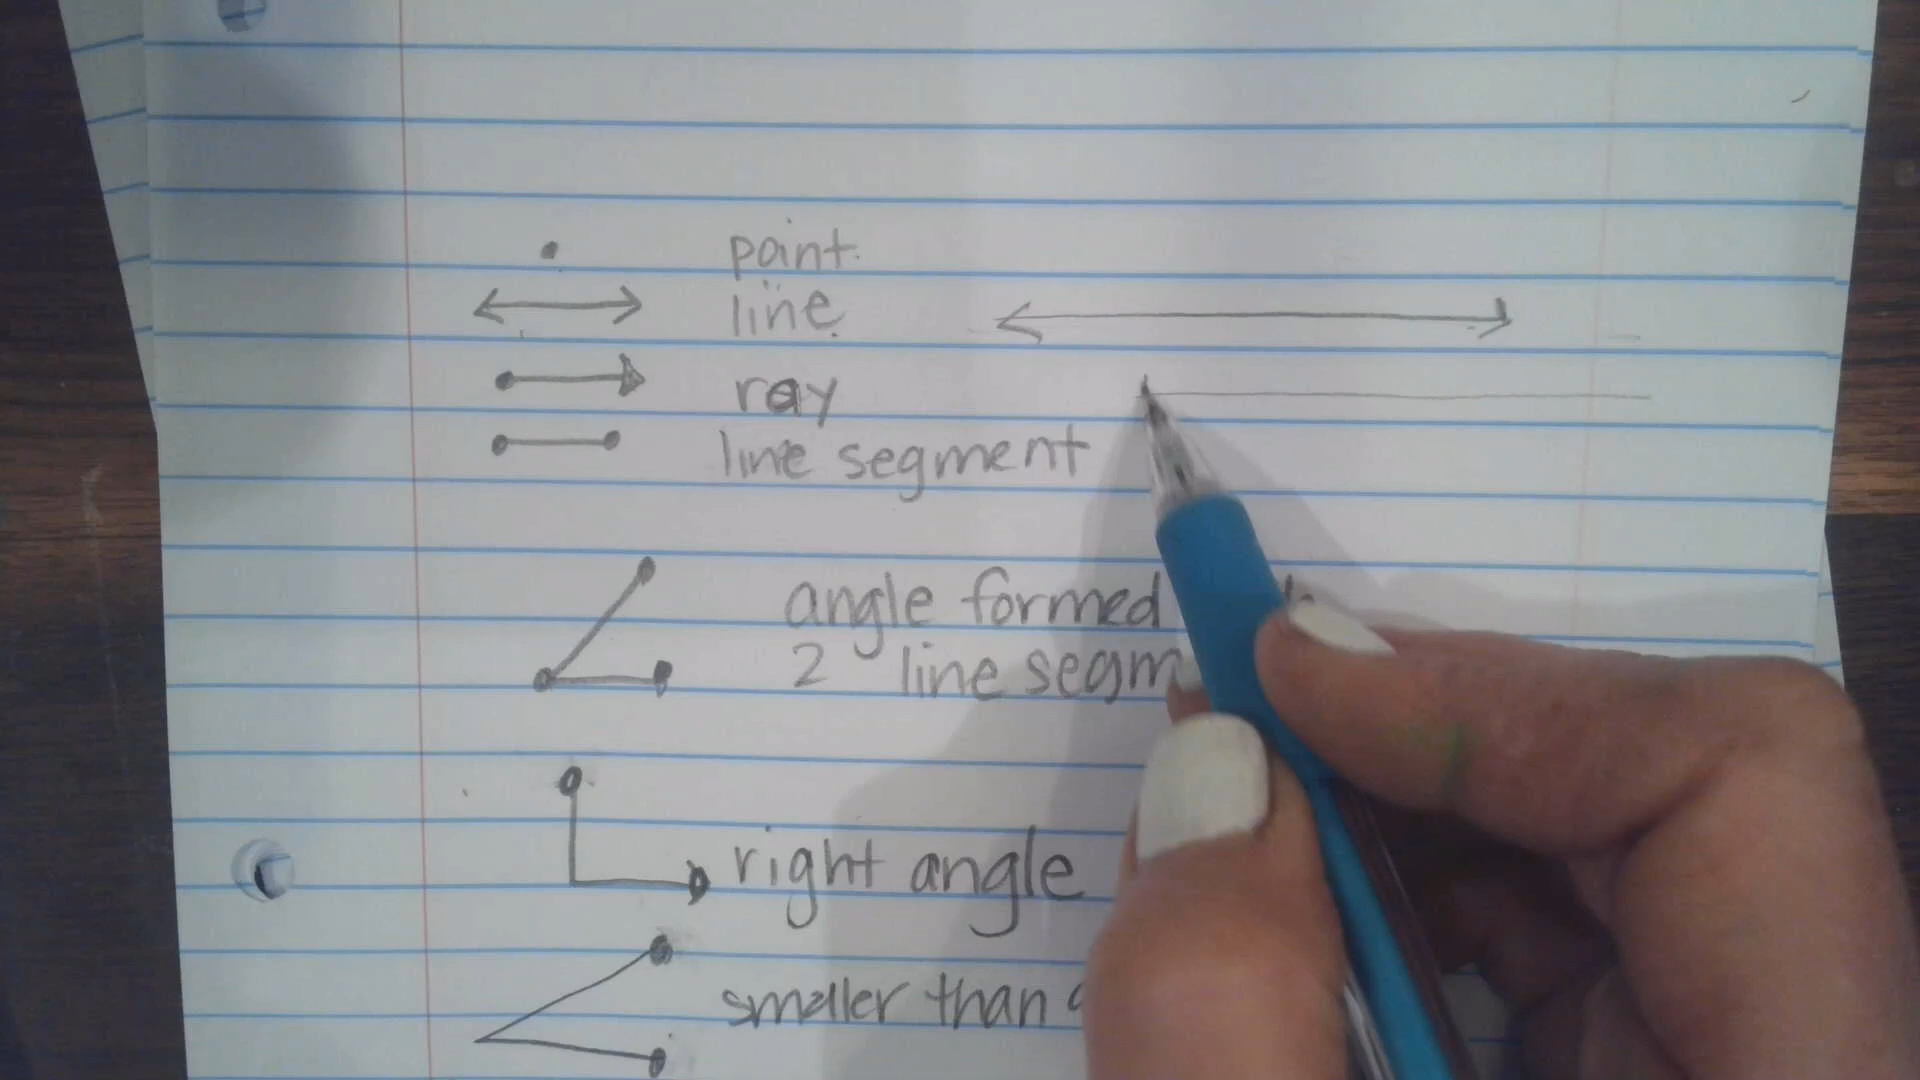 point
line
ray
line segment
angle formed
2 line segm
right angle
smaller than